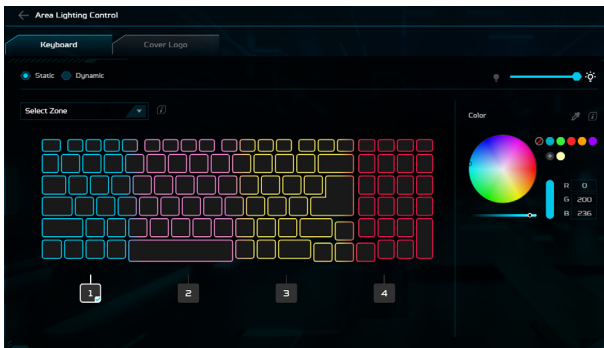 Area Lighting Control
Keyboard Cover Logo
Static Dynamic
Select Zone
Color
R 0
G 200
B 236
1 2 3 4